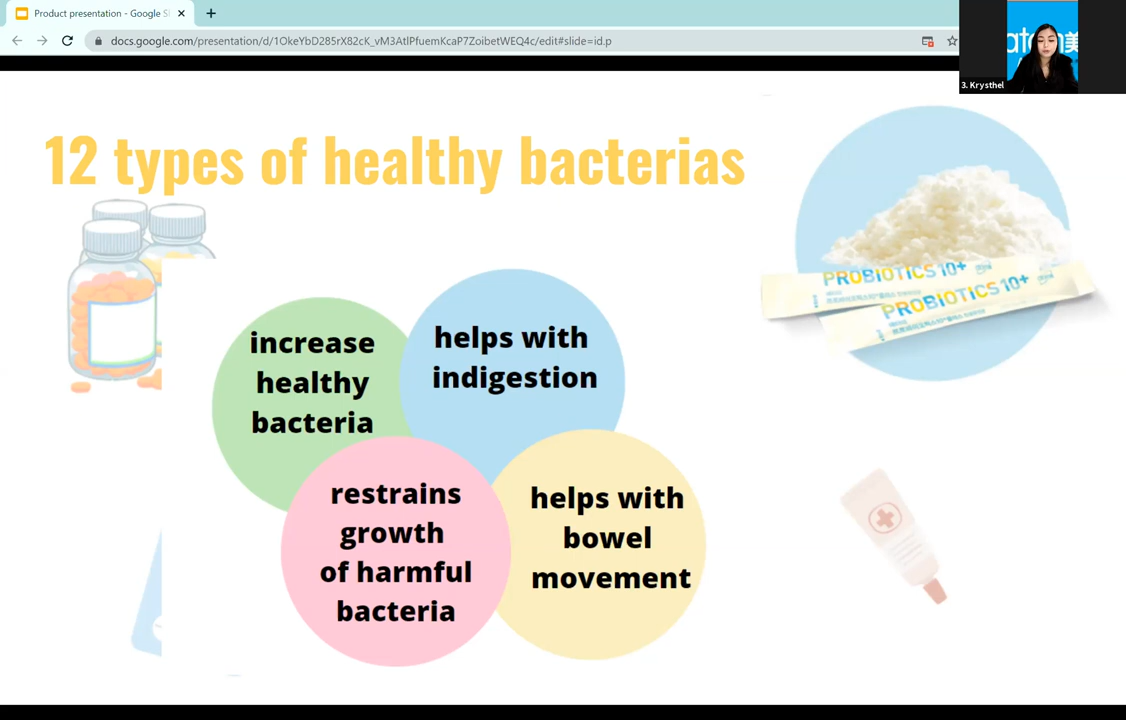 Product presentation - Google Sl
docs.google.com/presentation/d/1OkeYbD285rX82cK_vM3AtlPfuemKcaP7ZoibetWEQ4c/edit#slide=id.p
3. Krysthel
12 types of healthy bacterias
PROBIOTICS 10+
PROBIOTICS 10+
increase
healthy
bacteria
helps with
indigestion
restrains
growth
of harmful
bacteria
helps with
bowel
movement